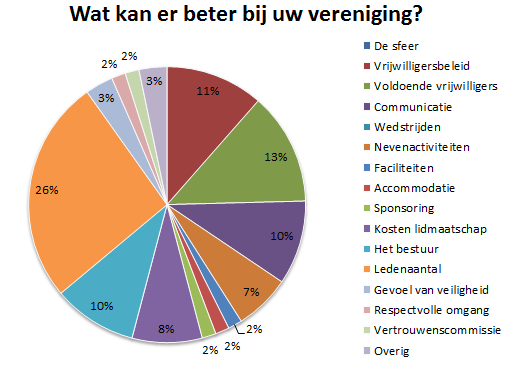 Wat kan er beter bij uw vereniging?
11%
13%
10%
7%
2%
2%
2%
8%
10%
26%
3%
2%
2%
3%
De sfeer
Vrijwilligersbeleid
Voldoende vrijwilligers
Communicatie
Wedstrijden
Nevenactiviteiten
Faciliteiten
Accommodatie
Sponsoring
Kosten lidmaatschap
Het bestuur
Ledenaantal
Gevoel van veiligheid
Respectvolle omgang
Vertrouwenscommissie
Overig